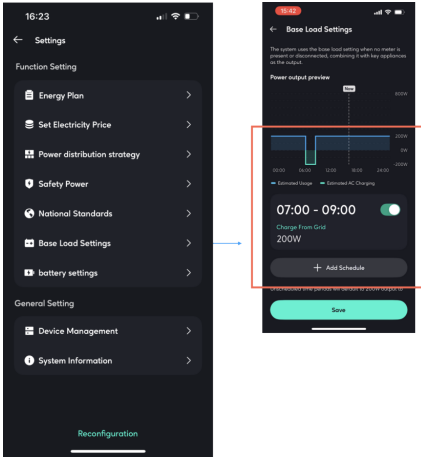 16:23
Settings
Function Setting
Energy Plan
Set Electricity Price
Power distribution strategy
Safety Power
National Standards
Base Load Settings
battery settings
General Setting
Device Management
System Information
Reconfiguration
15:42
Base Load Settings
The system uses the base load setting when no meter is
present or disconnected, combining it with key appliances
as the output.
Power output preview
Now
800W
200W
0W
-200W
00:00 06:00 12:00 18:00 24:00
Estimated Usage Estimated AC Charging
07:00 - 09:00
Charge From Grid
200W
+ Add Schedule
Save